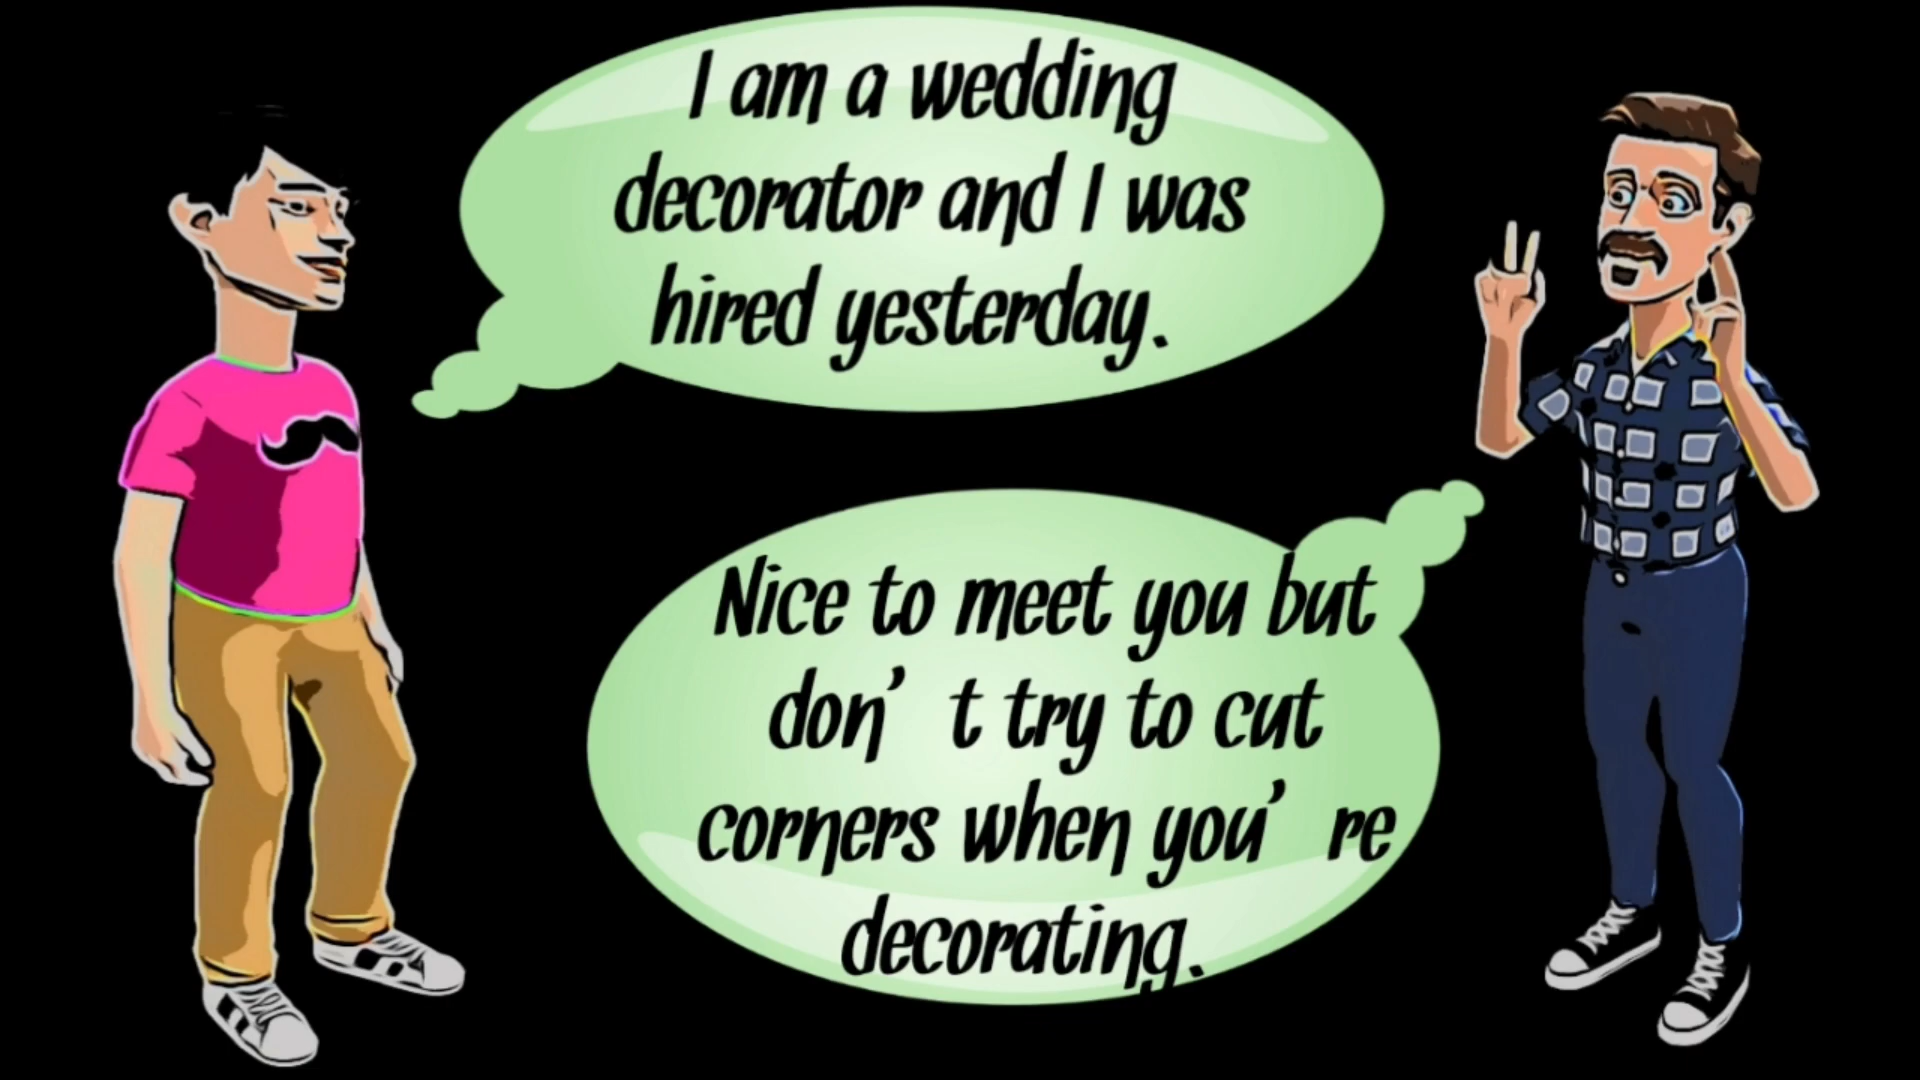 I am a wedding
decorator and I was
hired yesterday.
Nice to meet you but
don’t try to cut
corners when you’re
decorating.